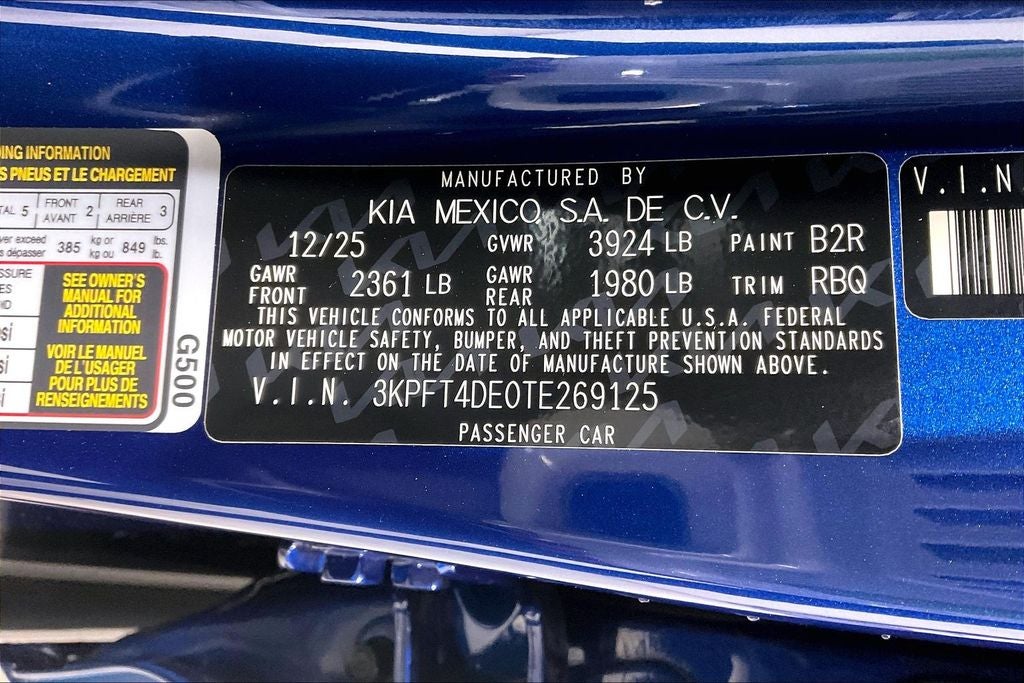 ING INFORMATION
S PNEUS ET LE CHARGEMENT
TAL 5 FRONT AVANT 2 REAR ARRIÈRE 3
ver exceed
dépasser 385 kg or kg ou 849 lbs. lb.
SSURE
SEE OWNER'S
MANUAL FOR
ADDITIONAL
INFORMATION
VOIR LE MANUEL
DE L'USAGER
POUR PLUS DE
RENSEIGNEMENTS
G500
MANUFACTURED BY
KIA MEXICO, S.A. DE C.V.
12/25 GVWR 3924 LB PAINT B2R
GAWR FRONT 2361 LB GAWR REAR 1980 LB TRIM RBQ
THIS VEHICLE CONFORMS TO ALL APPLICABLE U.S.A. FEDERAL
MOTOR VEHICLE SAFETY, BUMPER, AND THEFT PREVENTION STANDARDS
IN EFFECT ON THE DATE OF MANUFACTURE SHOWN ABOVE.
V.I.N. 3KPFT4DE0TE269125
PASSENGER CAR
V.I.N